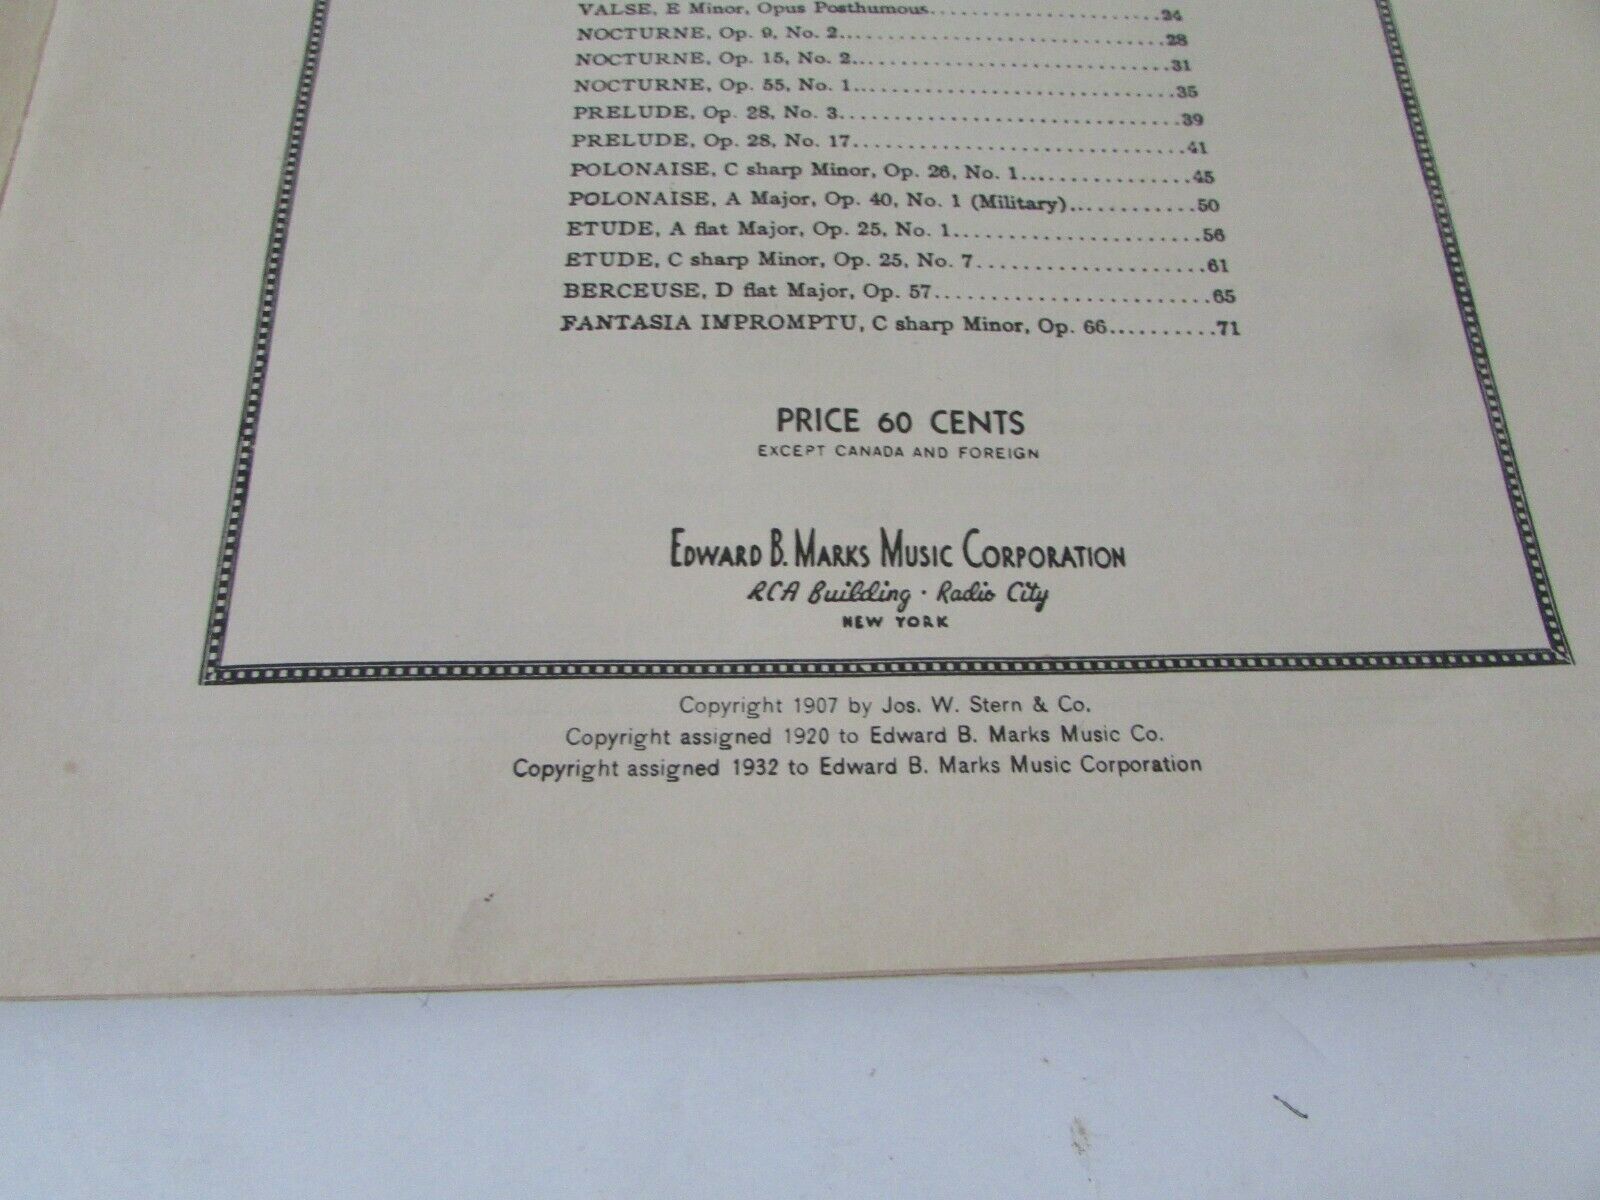 VALSE, E Minor, Opus Posthumous..............................24
NOCTURNE, Op. 9, No. 2..................................28
NOCTURNE, Op. 15, No. 2.................................31
NOCTURNE, Op. 55, No. 1.................................35
PRELUDE, Op. 28, No. 3...................................39
PRELUDE, Op. 28, No. 17..................................41
POLONAISE, C sharp Minor, Op. 26, No. 1................45
POLONAISE, A Major, Op. 40, No. 1 (Military)............50
ETUDE, A flat Major, Op. 25, No. 1........................56
ETUDE, C sharp Minor, Op. 25, No. 7......................61
BERCEUSE, D flat Major, Op. 57..........................65
FANTASIA IMPROMPTU, C sharp Minor, Op. 66..........71
PRICE 60 CENTS
EXCEPT CANADA AND FOREIGN
EDWARD B. MARKS MUSIC CORPORATION
RCA Building · Radio City
NEW YORK
Copyright 1907 by Jos. W. Stern & Co.
Copyright assigned 1920 to Edward B. Marks Music Co.
Copyright assigned 1932 to Edward B. Marks Music Corporation